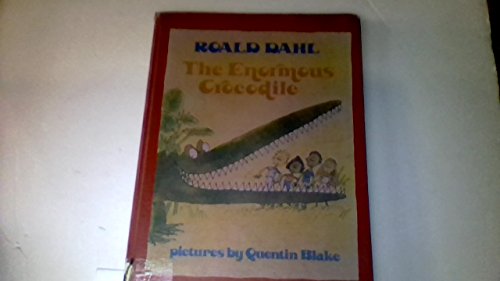 ROALD DAHL
The Enormous
Crocodile
pictures by Quentin Blake